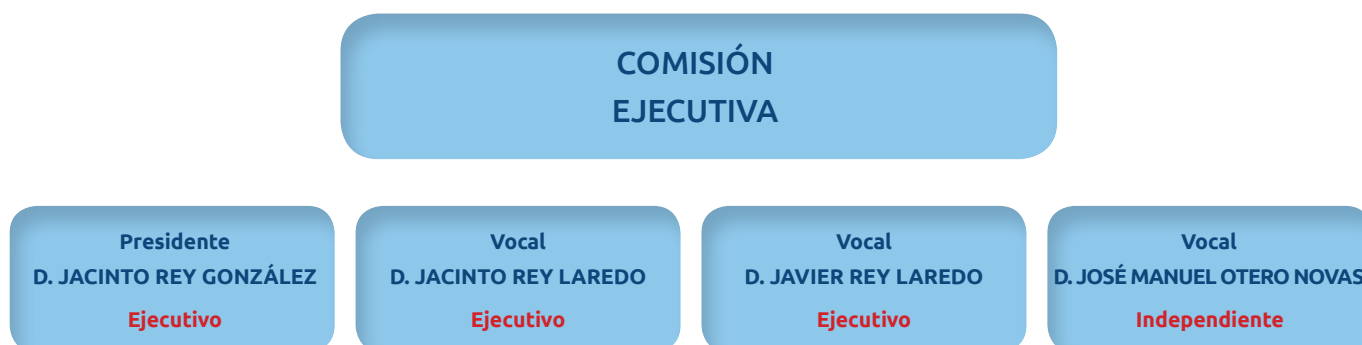 COMISIÓN
EJECUTIVA
Presidente
D. JACINTO REY GONZÁLEZ
Ejecutivo
Vocal
D. JACINTO REY LAREDO
Ejecutivo
Vocal
D. JAVIER REY LAREDO
Ejecutivo
Vocal
D. JOSÉ MANUEL OTERO NOVAS
Independiente